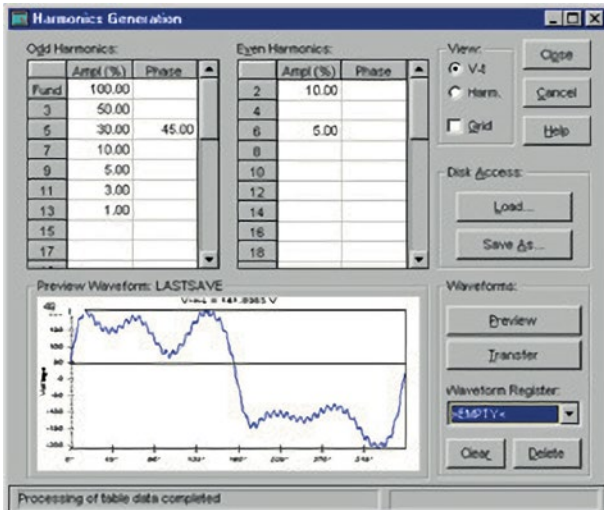 Harmonics Generation
Odd Harmonics:
Ampl (%) Phase
Fund 100.00
3 50.00
5 30.00 45.00
7 10.00
9 5.00
11 3.00
13 1.00
15
17
Even Harmonics:
Ampl (%) Phase
2 10.00
4
6 5.00
8
10
12
14
16
18
View:
V-t
Harm.
Grid
Close
Cancel
Help
Disk Access:
Load...
Save As...
Preview Waveform: LASTSAVE
Voltage
Waveforms:
Preview
Transfer
Waveform Register:
>EMPTY<
Clear
Delete
Processing of table data completed